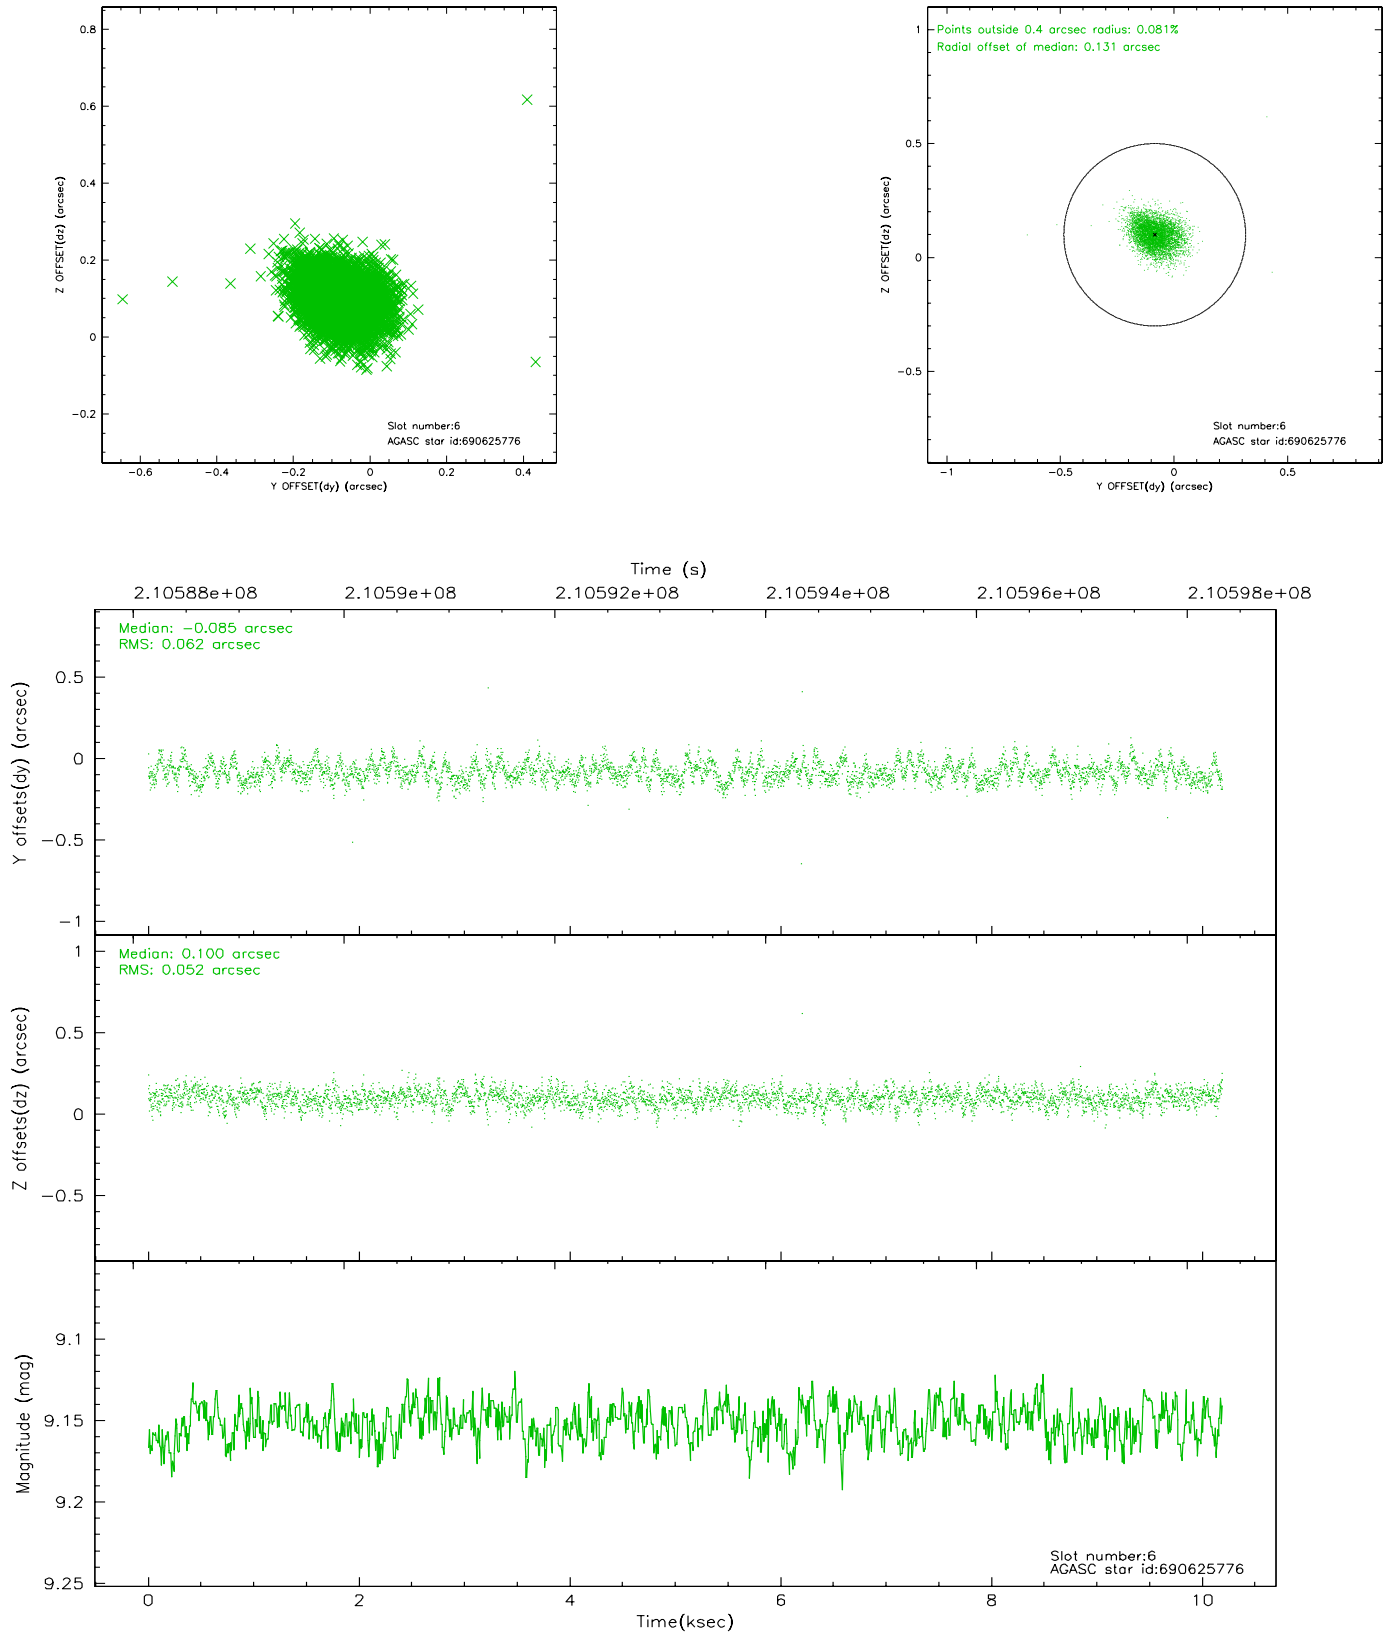 0.8
0.6
0.4
0.2
0
−0.2
Z OFFSET(dz) (arcsec)
Slot number:6
AGASC star id:690625776
−0.6 −0.4 −0.2 0 0.2 0.4
Y OFFSET(dy) (arcsec)
Points outside 0.4 arcsec radius: 0.081%
Radial offset of median: 0.131 arcsec
1
0.5
0
−0.5
Z OFFSET(dz) (arcsec)
Slot number:6
AGASC star id:690625776
−1 −0.5 0 0.5
Y OFFSET(dy) (arcsec)
Time (s)
2.10588e+08 2.1059e+08 2.10592e+08 2.10594e+08 2.10596e+08 2.10598e+08
Median: −0.085 arcsec
RMS: 0.062 arcsec
0.5
0
−0.5
−1
Y offsets(dy) (arcsec)
Median: 0.100 arcsec
RMS: 0.052 arcsec
1
0.5
0
−0.5
Z offsets(dz) (arcsec)
9.1
9.15
9.2
9.25
Magnitude (mag)
Slot number:6
AGASC star id:690625776
0 2 4 6 8 10
Time(ksec)